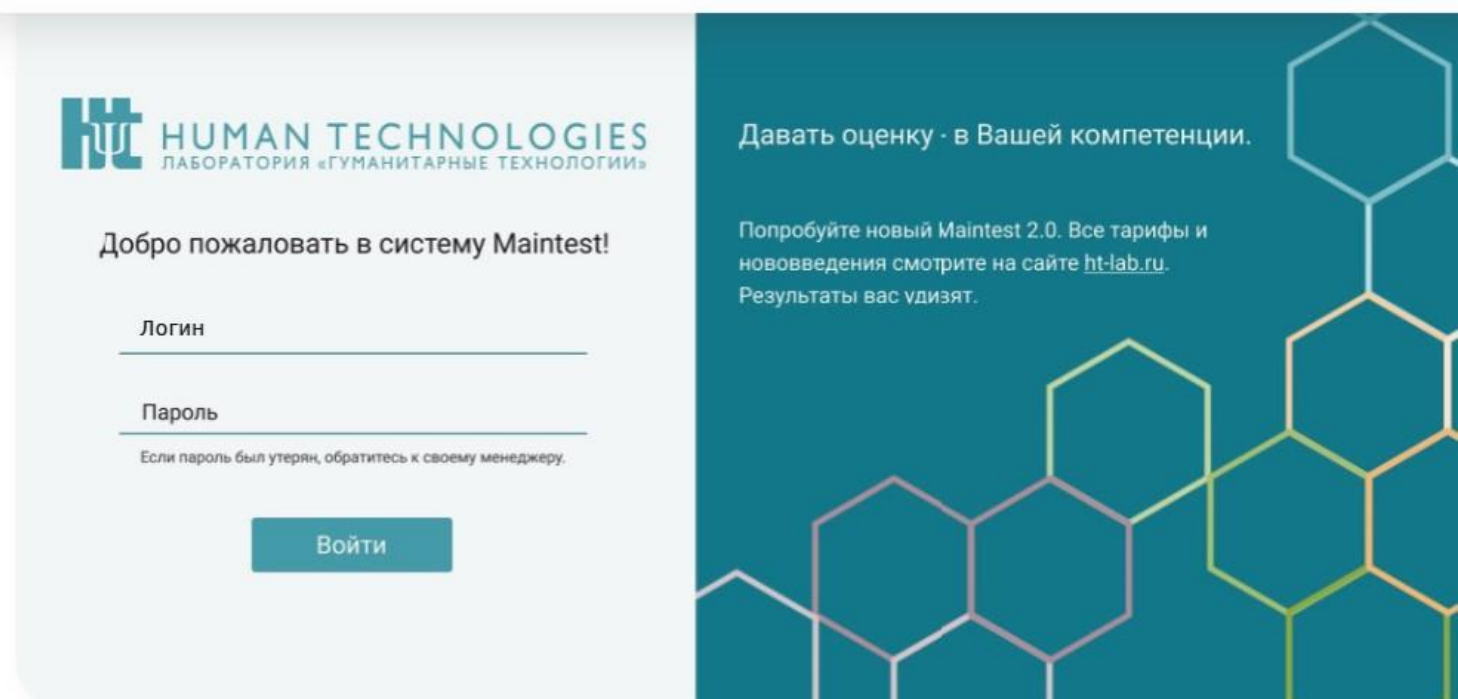 ht HUMAN TECHNOLOGIES
ЛАБОРАТОРИЯ «ГУМАНИТАРНЫЕ ТЕХНОЛОГИИ»
Добро пожаловать в систему Maintest!
Логин
Пароль
Если пароль был утерян, обратитесь к своему менеджеру.
Войти
Давать оценку - в Вашей компетенции.
Попробуйте новый Maintest 2.0. Все тарифы и
нововведения смотрите на сайте ht-lab.ru.
Результаты вас удивят.